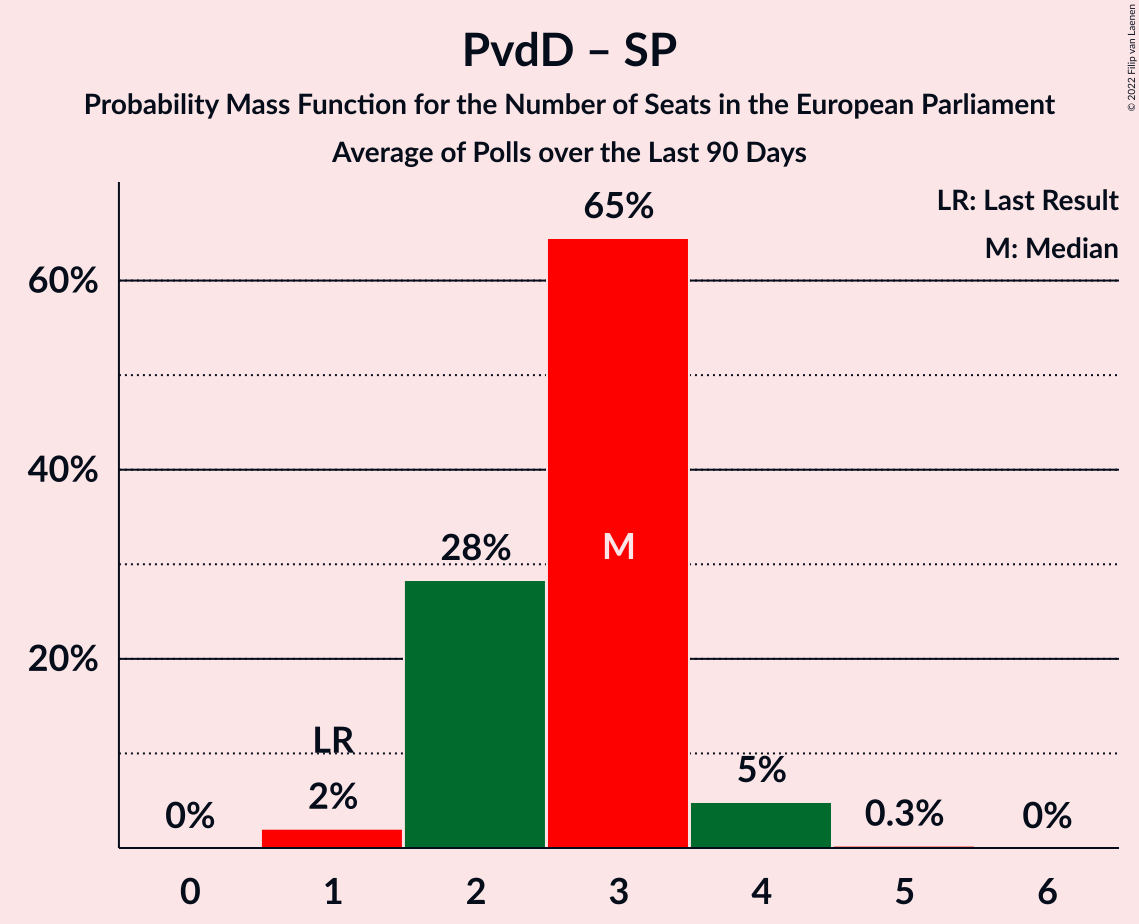 PvdD – SP
Probability Mass Function for the Number of Seats in the European Parliament
Average of Polls over the Last 90 Days
© 2022 Filip van Laenen
LR: Last Result
M: Median
60%
40%
20%
0%
LR
2%
28%
65%
M
5%
0.3%
0%
0 1 2 3 4 5 6